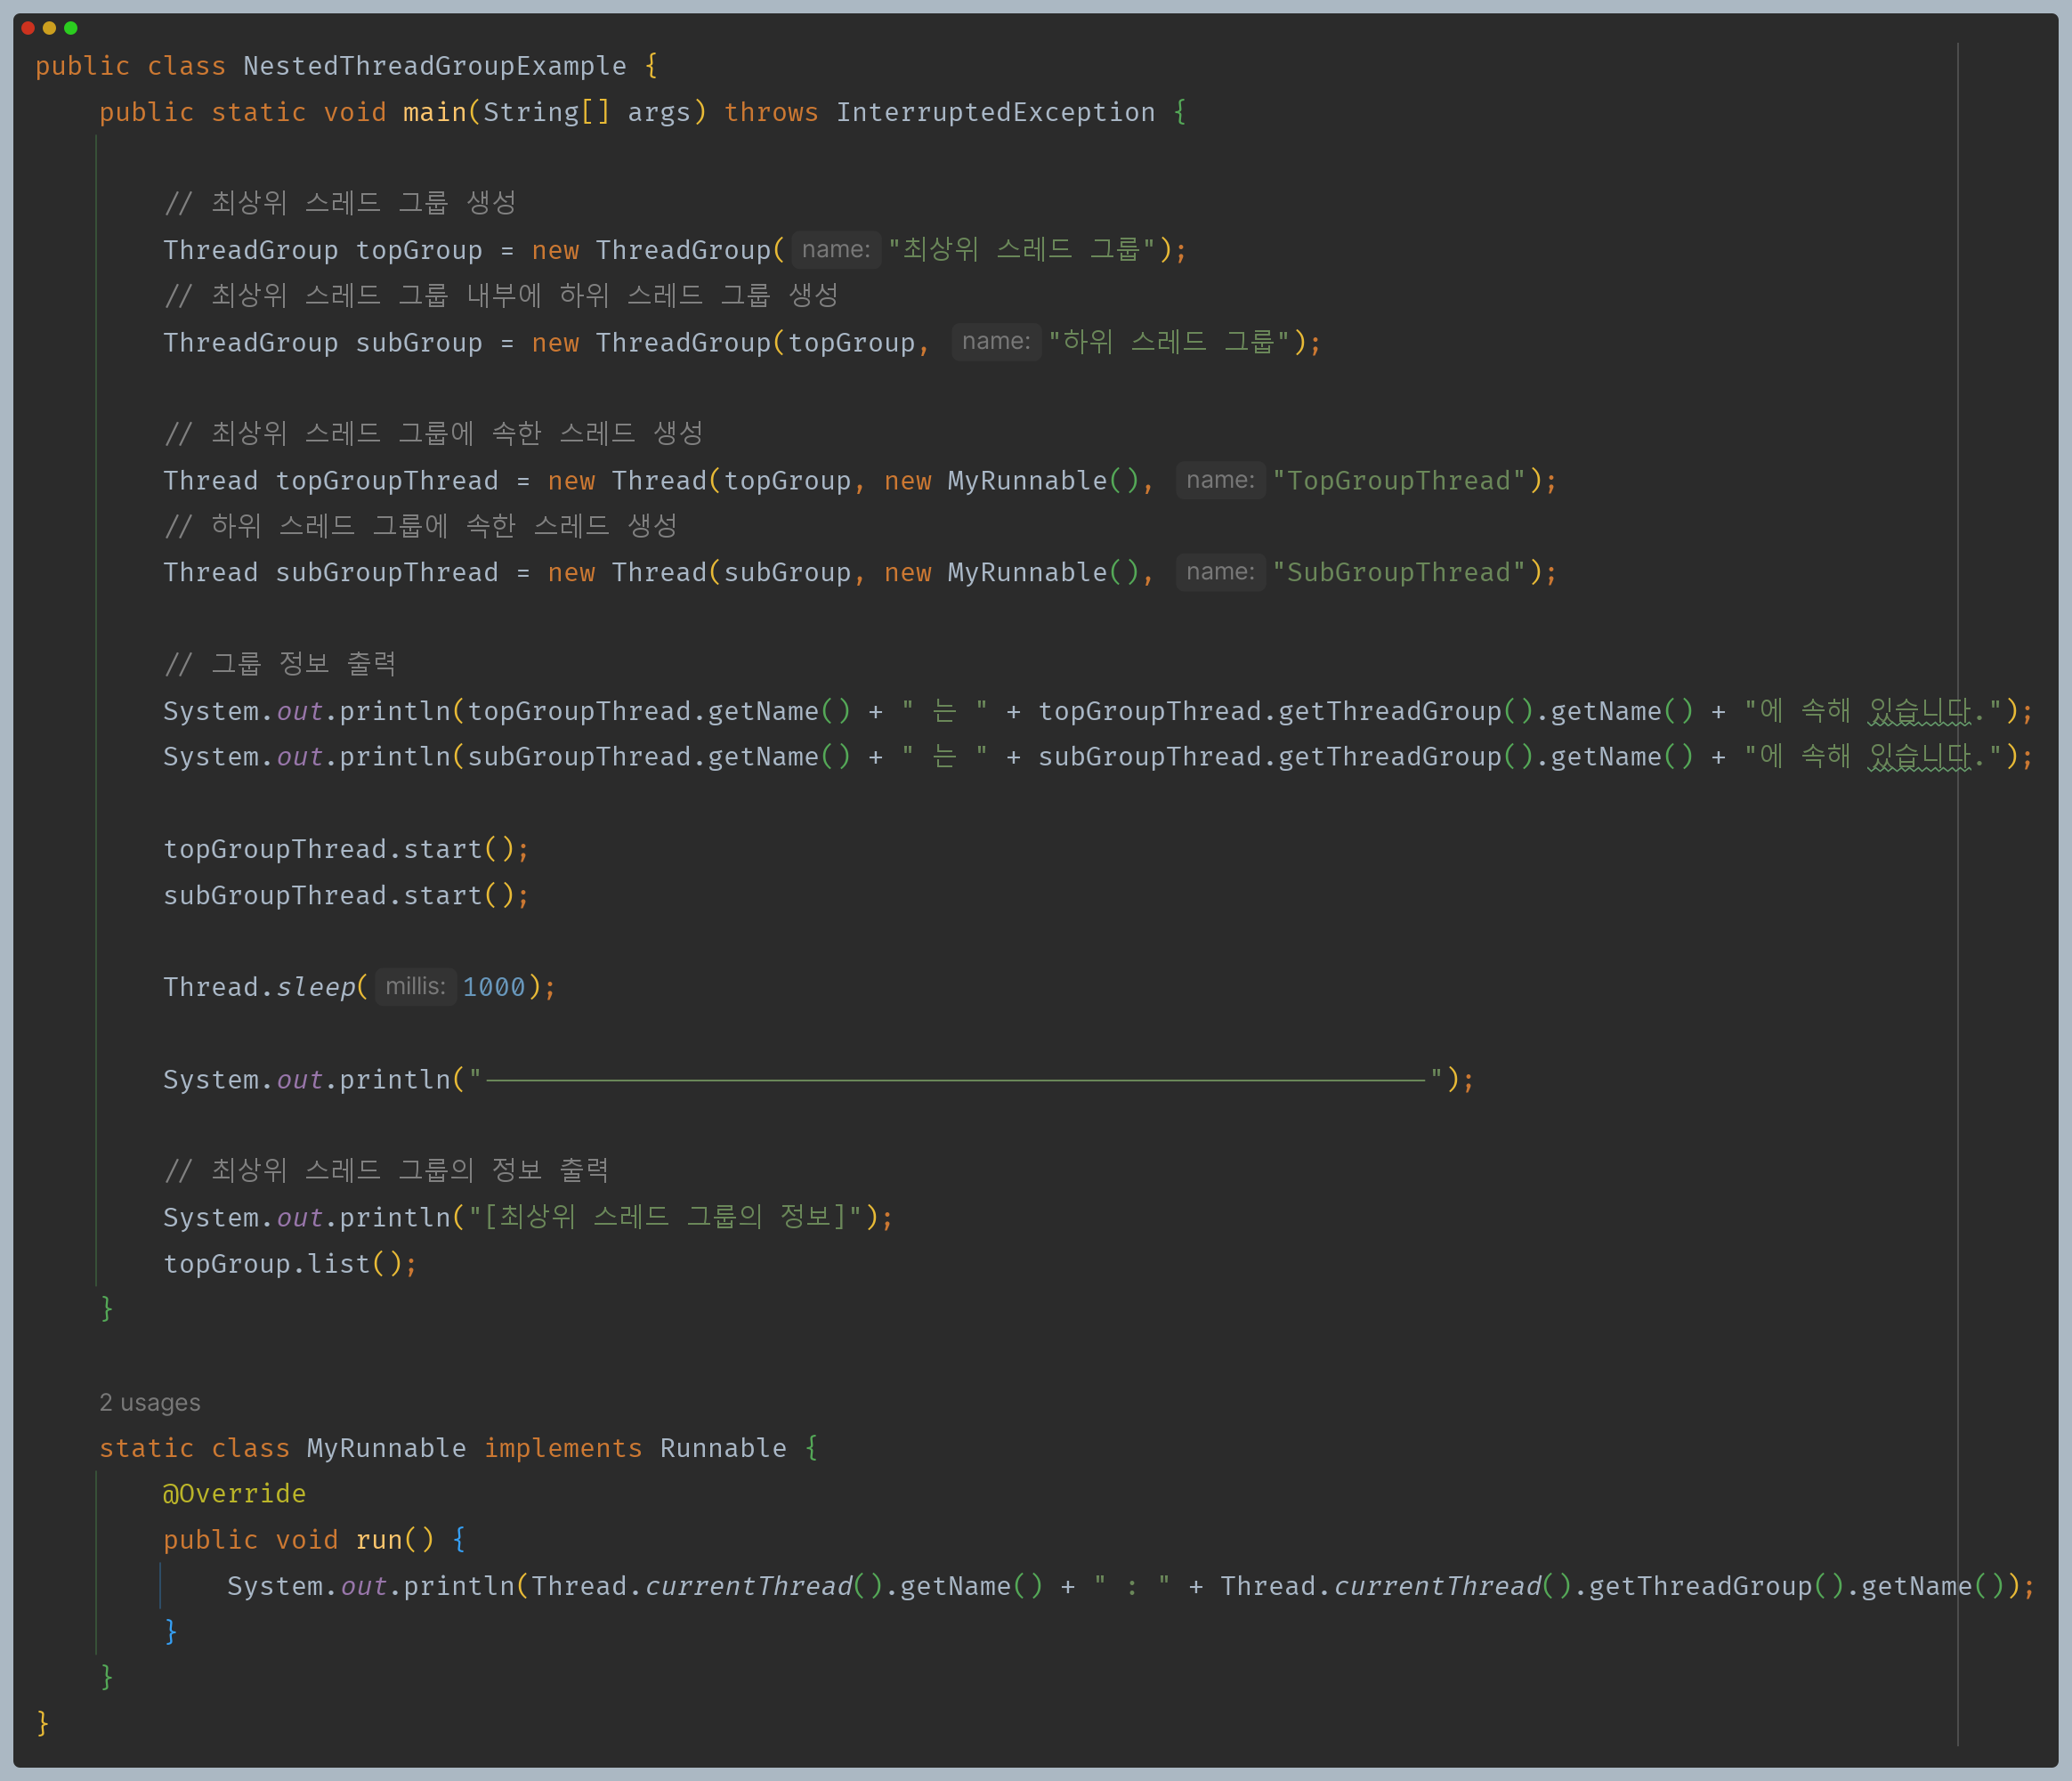 public class NestedThreadGroupExample {
public static void main(String[] args) throws InterruptedException {
// 최상위 스레드 그룹 생성
ThreadGroup topGroup = new ThreadGroup( name: "최상위 스레드 그룹");
// 최상위 스레드 그룹 내부에 하위 스레드 그룹 생성
ThreadGroup subGroup = new ThreadGroup(topGroup, name: "하위 스레드 그룹");
// 최상위 스레드 그룹에 속한 스레드 생성
Thread topGroupThread = new Thread(topGroup, new MyRunnable(), name: "TopGroupThread");
// 하위 스레드 그룹에 속한 스레드 생성
Thread subGroupThread = new Thread(subGroup, new MyRunnable(), name: "SubGroupThread");
// 그룹 정보 출력
System.out.println(topGroupThread.getName() + " 는 " + topGroupThread.getThreadGroup().getName() + "에 속해 있습니다.");
System.out.println(subGroupThread.getName() + " 는 " + subGroupThread.getThreadGroup().getName() + "에 속해 있습니다.");
topGroupThread.start();
subGroupThread.start();
Thread.sleep( millis: 1000);
System.out.println("-----------------------------------------------------------");
// 최상위 스레드 그룹의 정보 출력
System.out.println("[최상위 스레드 그룹의 정보]");
topGroup.list();
}
2 usages
static class MyRunnable implements Runnable {
@Override
public void run() {
System.out.println(Thread.currentThread().getName() + " : " + Thread.currentThread().getThreadGroup().getName());
}
}
}